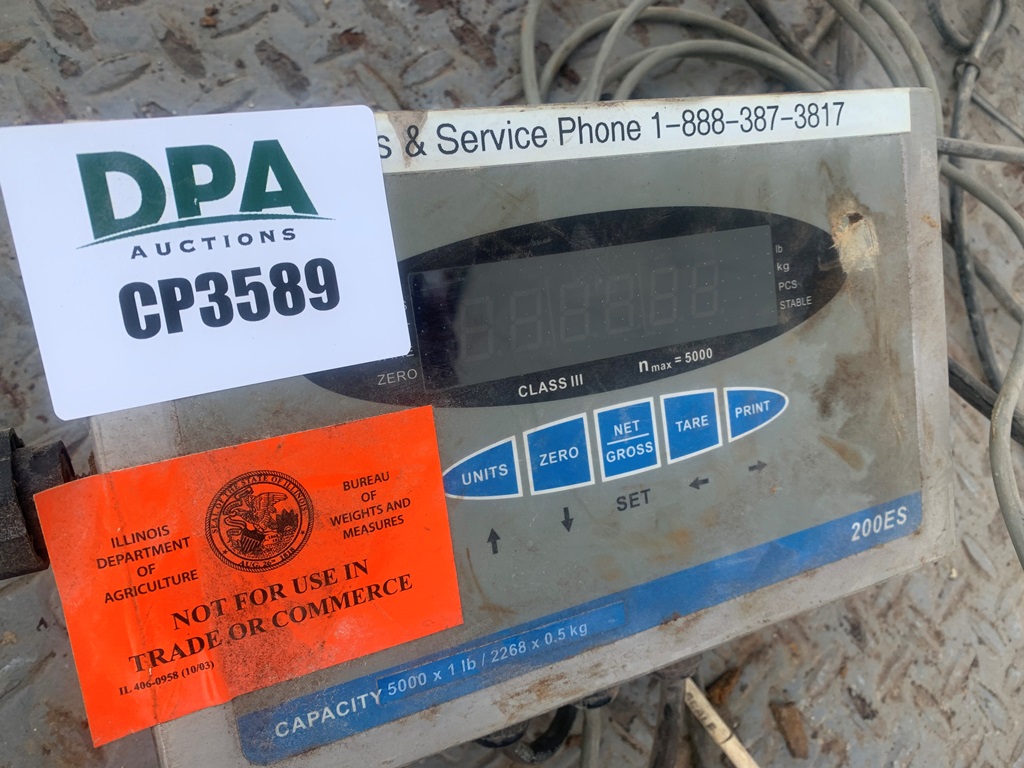 s & Service Phone 1-888-387-3817
DPA
AUCTIONS
CP3589
lb
kg
PCS
STABLE
ZERO
CLASS III
n max = 5000
UNITS
ZERO
NET
GROSS
TARE
PRINT
SET
200ES
ILLINOIS
DEPARTMENT
OF
AGRICULTURE
BUREAU
OF
WEIGHTS AND
MEASURES
NOT FOR USE IN
TRADE OR COMMERCE
IL 406-0958 (10/03)
CAPACITY 5000 x 1 lb / 2268 x 0.5 kg